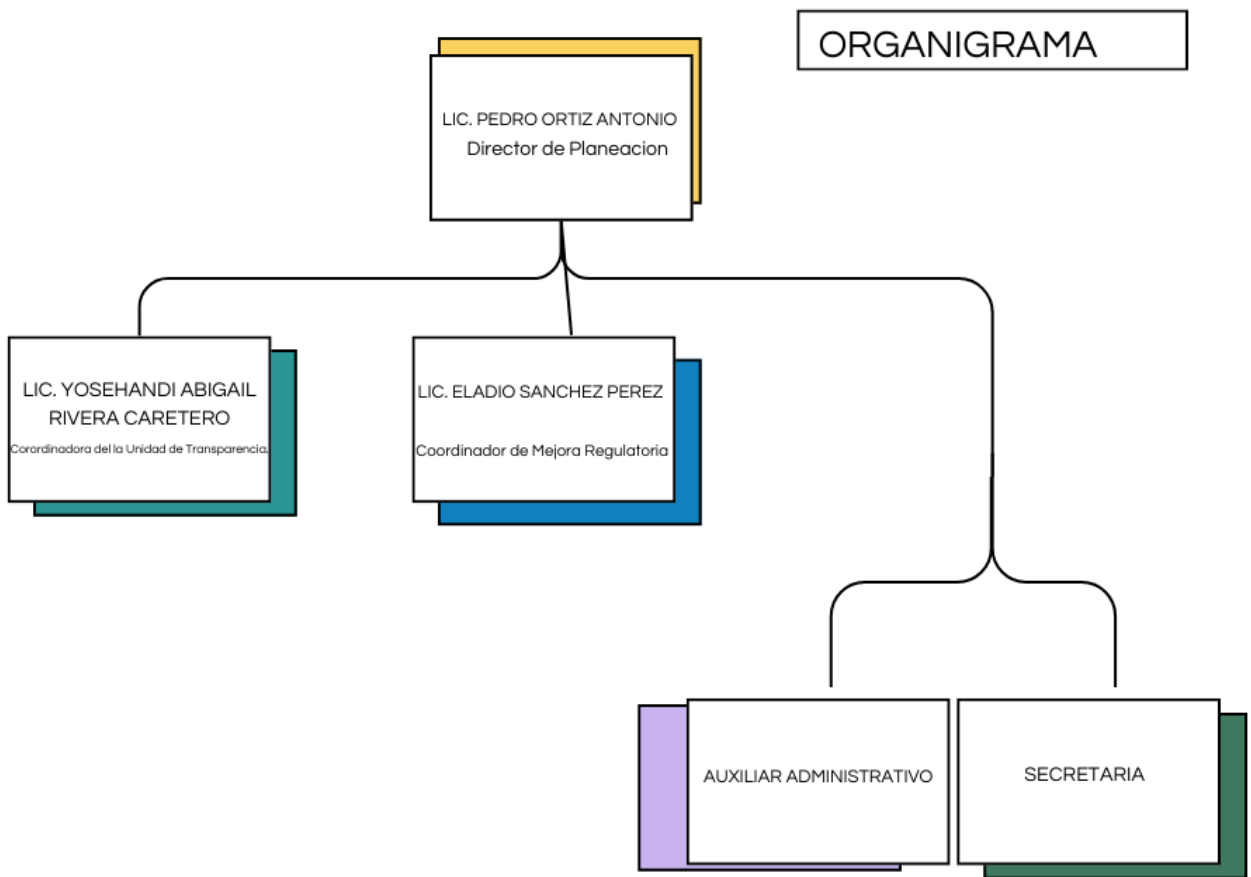 ORGANIGRAMA
LIC. PEDRO ORTIZ ANTONIO
Director de Planeacion
LIC. YOSEHANDI ABIGAIL
RIVERA CARETERO
Corordinadora del la Unidad de Transparencia.
LIC. ELADIO SANCHEZ PEREZ
Coordinador de Mejora Regulatoria
AUXILIAR ADMINISTRATIVO
SECRETARIA